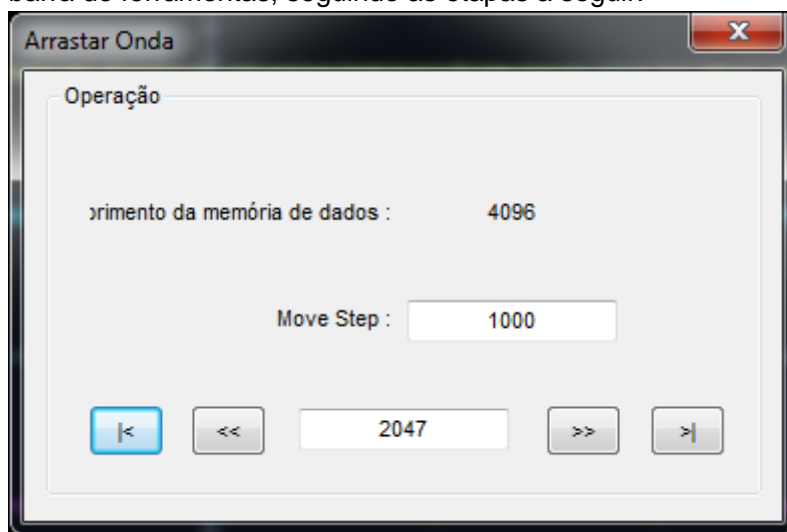 barra de ferramentas, seguindo as etapas a seguir:
Arrastar Onda
X
Operação
primento da memória de dados : 4096
Move Step : 1000
|< << 2047 >> >|